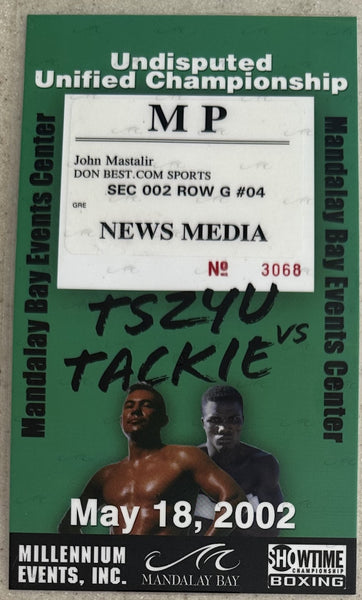 Undisputed
Unified Championship
M P
John Mastalir
DON BEST.COM SPORTS
SEC 002 ROW G #04
GRE
NEWS MEDIA
Nº 3068
Mandalay Bay Events Center
Mandalay Bay Events Center
TSZYU
VS
TACKIE
May 18, 2002
MILLENNIUM
EVENTS, INC.
MANDALAY BAY
SHOWTIME
CHAMPIONSHIP
BOXING